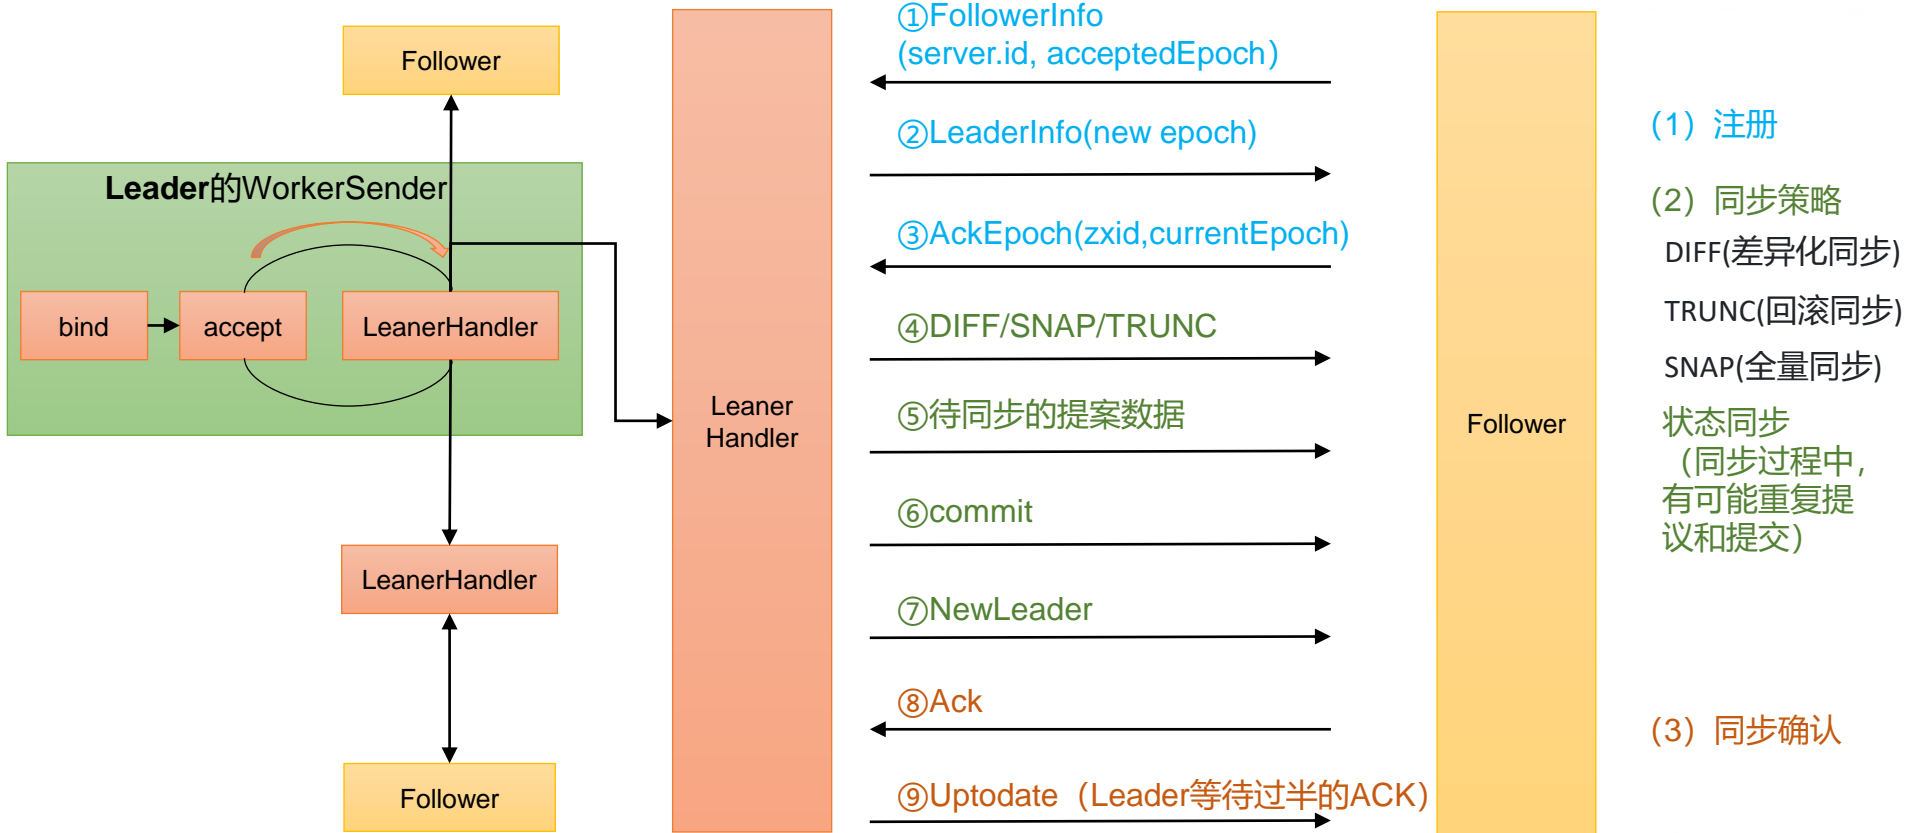 Follower
Leader的WorkerSender
bind
accept
LeanerHandler
LeanerHandler
Follower
Leaner
Handler
①FollowerInfo
(server.id, acceptedEpoch）
②LeaderInfo(new epoch)
③AckEpoch(zxid,currentEpoch)
④DIFF/SNAP/TRUNC
⑤待同步的提案数据
⑥commit
⑦NewLeader
⑧Ack
⑨Uptodate（Leader等待过半的ACK）
Follower
（1）注册
（2）同步策略
DIFF(差异化同步)
TRUNC(回滚同步)
SNAP(全量同步)
状态同步
（同步过程中，
有可能重复提
议和提交）
（3）同步确认